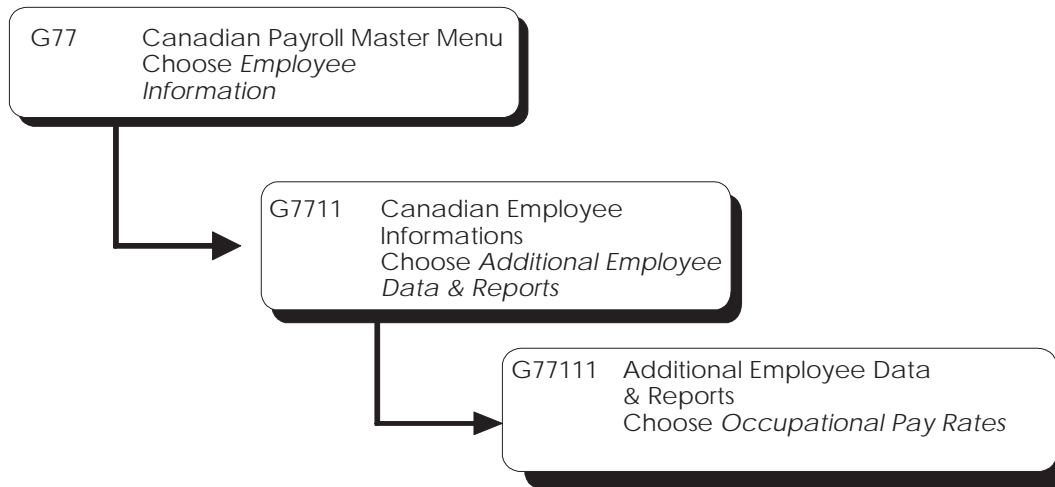 G77 Canadian Payroll Master Menu
Choose Employee
Information
G7711 Canadian Employee
Informations
Choose Additional Employee
Data & Reports
G77111 Additional Employee Data
& Reports
Choose Occupational Pay Rates